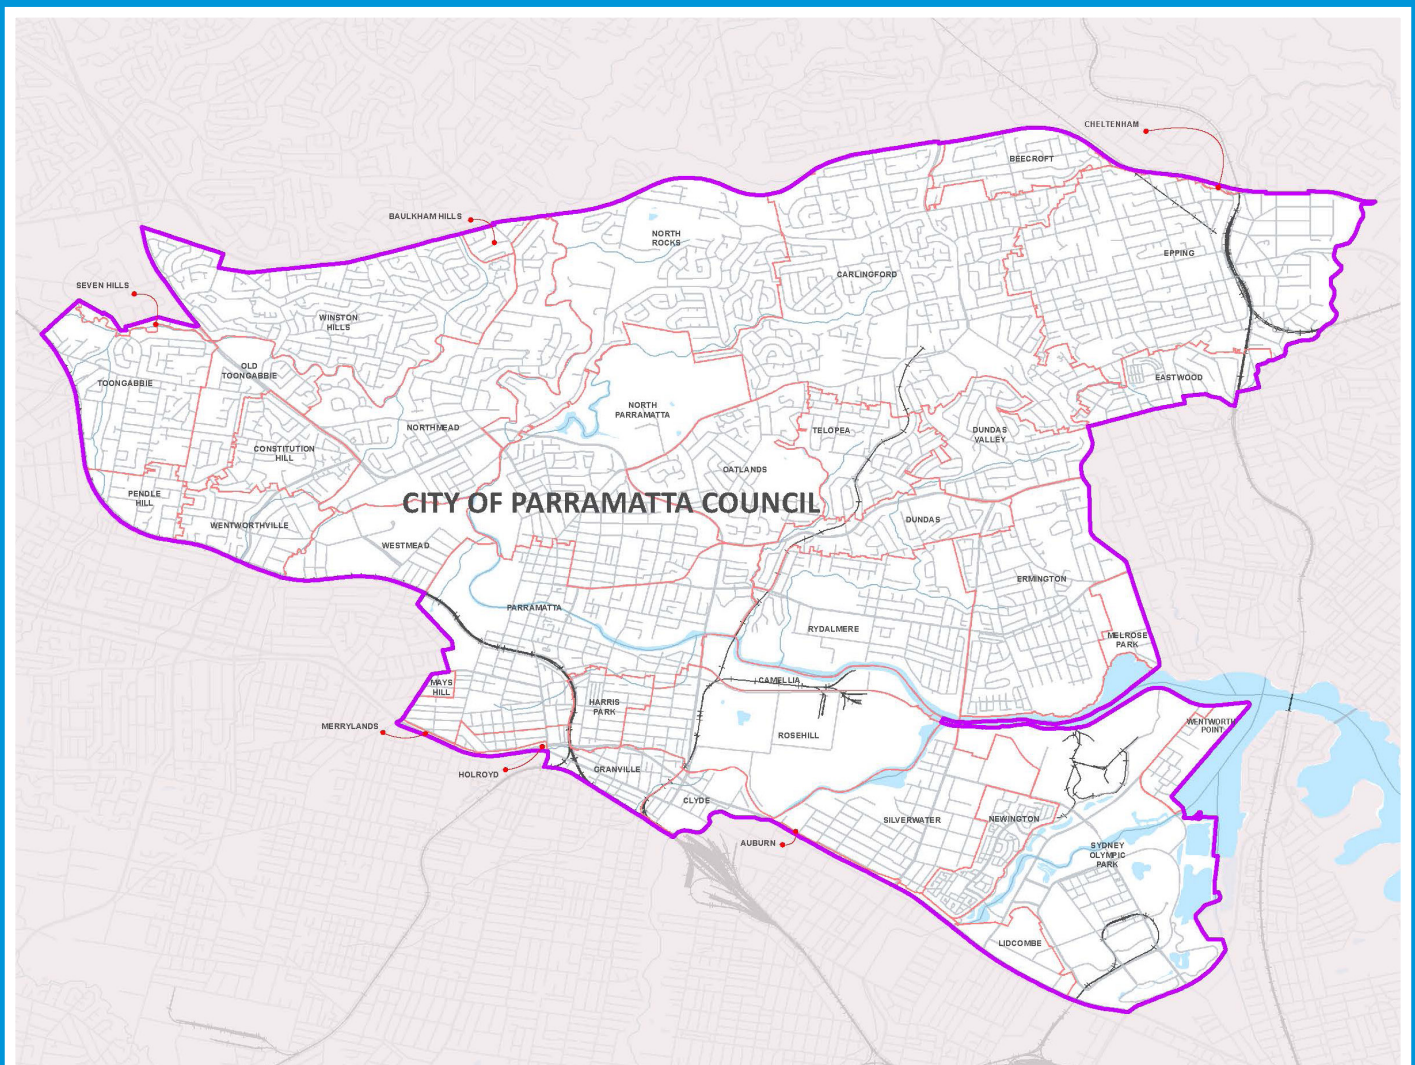 CHELTENHAM
BEECROFT
BAULKHAM HILLS
NORTH
ROCKS
EPPING
CARLINGFORD
SEVEN HILLS
WINSTON
HILLS
OLD
TOONGABBIE
TOONGABBIE
EASTWOOD
NORTH
PARRAMATTA
NORTHMEAD
TELOPEA
DUNDAS
VALLEY
CONSTITUTION
HILL
OATLANDS
PENDLE
HILL
CITY OF PARRAMATTA COUNCIL
WENTWORTHVILLE
DUNDAS
WESTMEAD
ERMINGTON
PARRAMATTA
RYDALMERE
MELROSE
PARK
MAYS
HILL
CAMELLIA
HARRIS
PARK
MERRYLANDS
WENTWORTH
POINT
ROSEHILL
HOLROYD
GRANVILLE
CLYDE
SILVERWATER
NEWINGTON
AUBURN
SYDNEY
OLYMPIC
PARK
LIDCOMBE